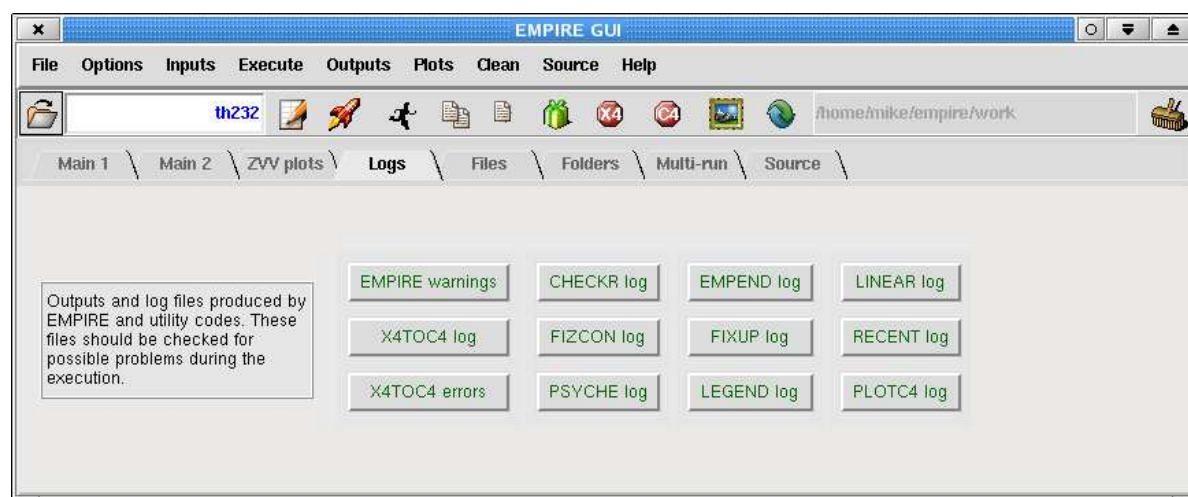 EMPIRE GUI
File Options Inputs Execute Outputs Plots Clean Source Help
th232 X4 C4 /home/mike/empire/work
Main 1 Main 2 ZVV plots Logs Files Folders Multi-run Source
Outputs and log files produced by
EMPIRE and utility codes. These
files should be checked for
possible problems during the
execution.
EMPIRE warnings CHECKR log EMPEND log LINEAR log
X4TOC4 log FIZCON log FIXUP log RECENT log
X4TOC4 errors PSYCHE log LEGEND log PLOTC4 log